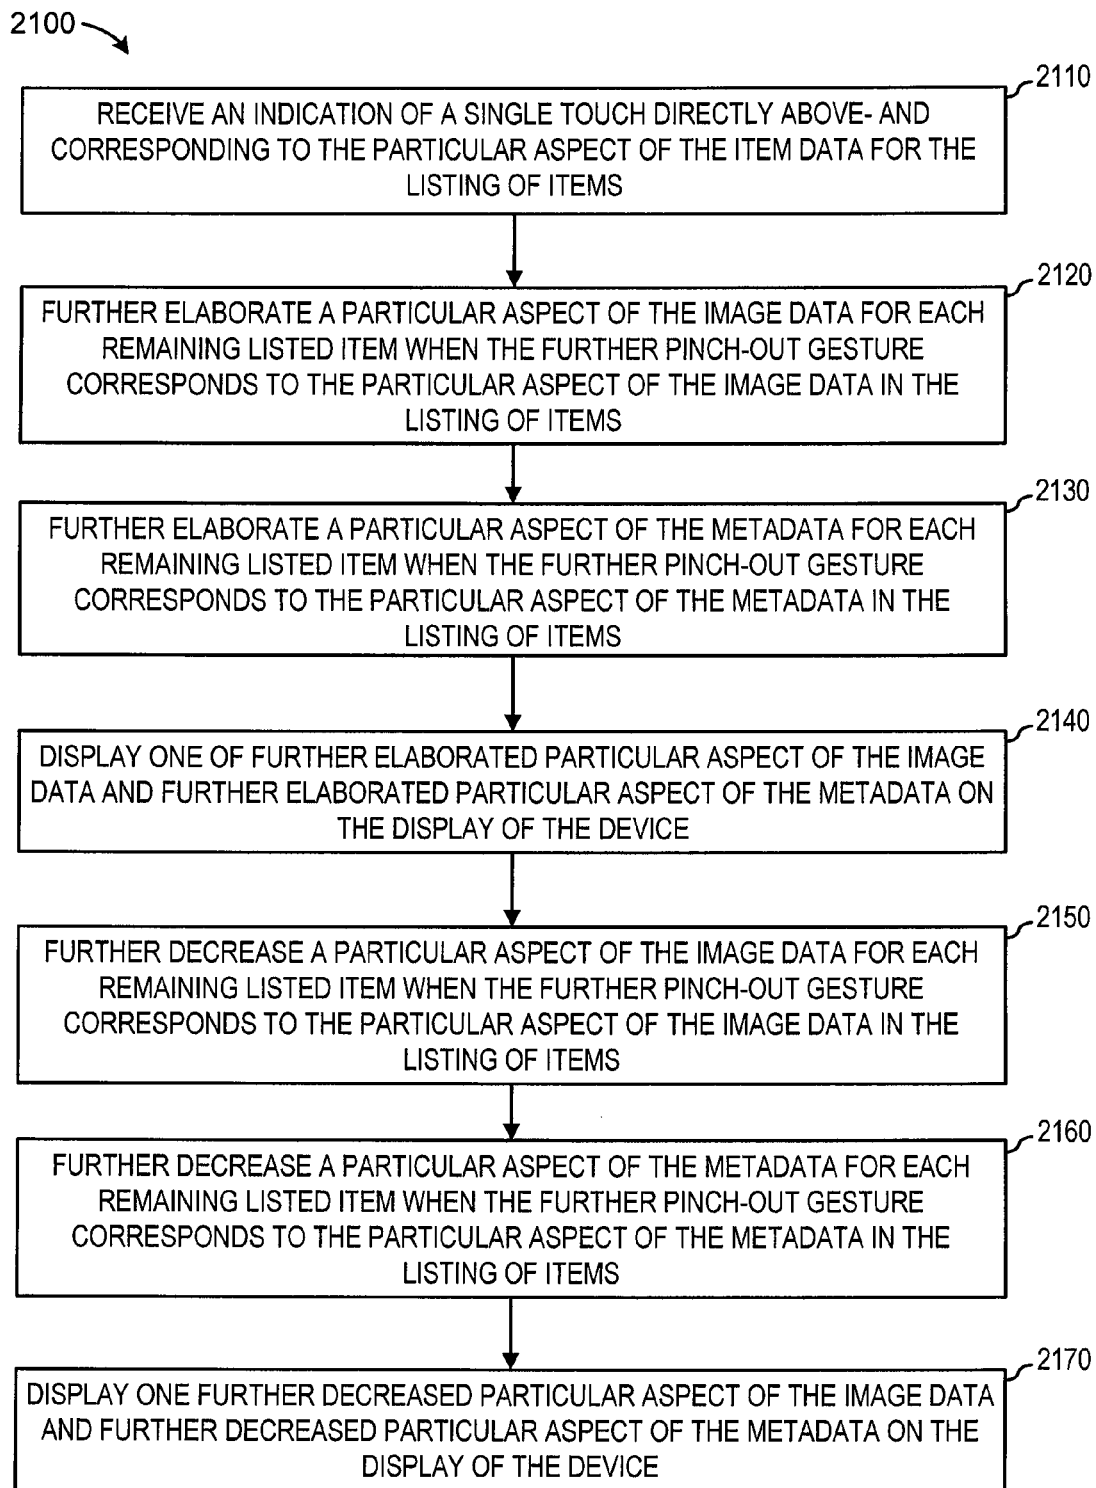 2100
2110
RECEIVE AN INDICATION OF A SINGLE TOUCH DIRECTLY ABOVE- AND
CORRESPONDING TO THE PARTICULAR ASPECT OF THE ITEM DATA FOR THE
LISTING OF ITEMS
2120
FURTHER ELABORATE A PARTICULAR ASPECT OF THE IMAGE DATA FOR EACH
REMAINING LISTED ITEM WHEN THE FURTHER PINCH-OUT GESTURE
CORRESPONDS TO THE PARTICULAR ASPECT OF THE IMAGE DATA IN THE
LISTING OF ITEMS
2130
FURTHER ELABORATE A PARTICULAR ASPECT OF THE METADATA FOR EACH
REMAINING LISTED ITEM WHEN THE FURTHER PINCH-OUT GESTURE
CORRESPONDS TO THE PARTICULAR ASPECT OF THE METADATA IN THE
LISTING OF ITEMS
2140
DISPLAY ONE OF FURTHER ELABORATED PARTICULAR ASPECT OF THE IMAGE
DATA AND FURTHER ELABORATED PARTICULAR ASPECT OF THE METADATA ON
THE DISPLAY OF THE DEVICE
2150
FURTHER DECREASE A PARTICULAR ASPECT OF THE IMAGE DATA FOR EACH
REMAINING LISTED ITEM WHEN THE FURTHER PINCH-OUT GESTURE
CORRESPONDS TO THE PARTICULAR ASPECT OF THE IMAGE DATA IN THE
LISTING OF ITEMS
2160
FURTHER DECREASE A PARTICULAR ASPECT OF THE METADATA FOR EACH
REMAINING LISTED ITEM WHEN THE FURTHER PINCH-OUT GESTURE
CORRESPONDS TO THE PARTICULAR ASPECT OF THE METADATA IN THE
LISTING OF ITEMS
2170
DISPLAY ONE FURTHER DECREASED PARTICULAR ASPECT OF THE IMAGE DATA
AND FURTHER DECREASED PARTICULAR ASPECT OF THE METADATA ON THE
DISPLAY OF THE DEVICE